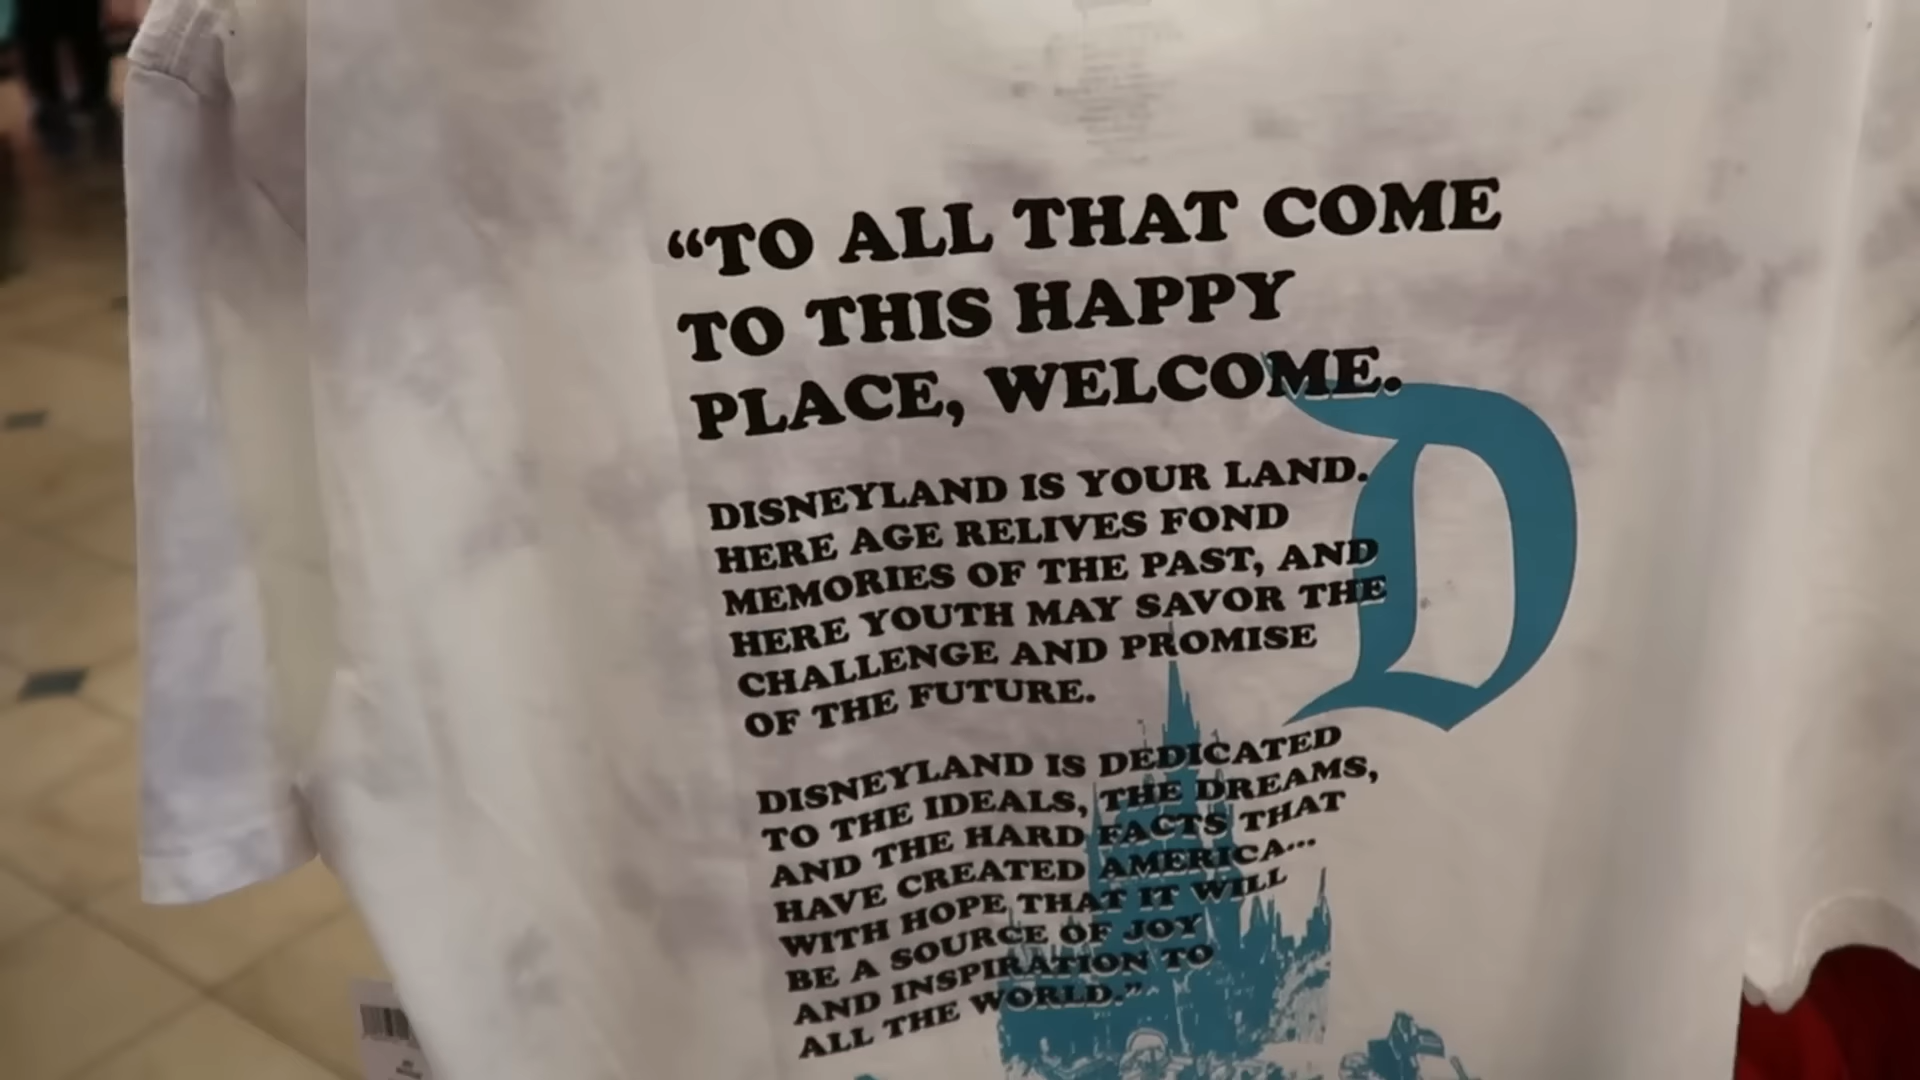 “TO ALL THAT COME
TO THIS HAPPY
PLACE, WELCOME.
D
DISNEYLAND IS YOUR LAND.
HERE AGE RELIVES FOND
MEMORIES OF THE PAST, AND
HERE YOUTH MAY SAVOR THE
CHALLENGE AND PROMISE
OF THE FUTURE.
DISNEYLAND IS DEDICATED
TO THE IDEALS, THE DREAMS,
AND THE HARD FACTS THAT
HAVE CREATED AMERICA...
WITH HOPE THAT IT WILL
BE A SOURCE OF JOY
AND INSPIRATION TO
ALL THE WORLD.”